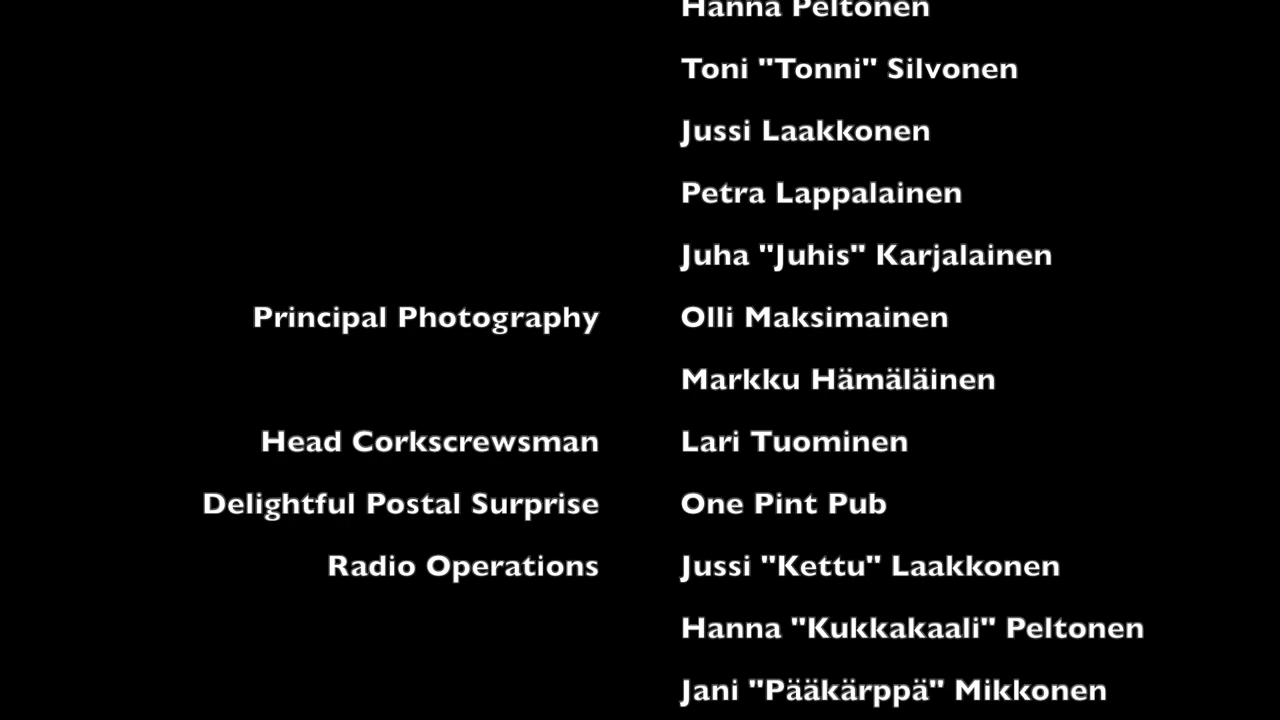 Hanna Peltonen
Toni "Tonni" Silvonen
Jussi Laakkonen
Petra Lappalainen
Juha "Juhis" Karjalainen
Principal Photography Olli Maksimainen
Markku Hämäläinen
Head Corkscrewsman Lari Tuominen
Delightful Postal Surprise One Pint Pub
Radio Operations Jussi "Kettu" Laakkonen
Hanna "Kukkakaali" Peltonen
Jani "Pääkärppä" Mikkonen